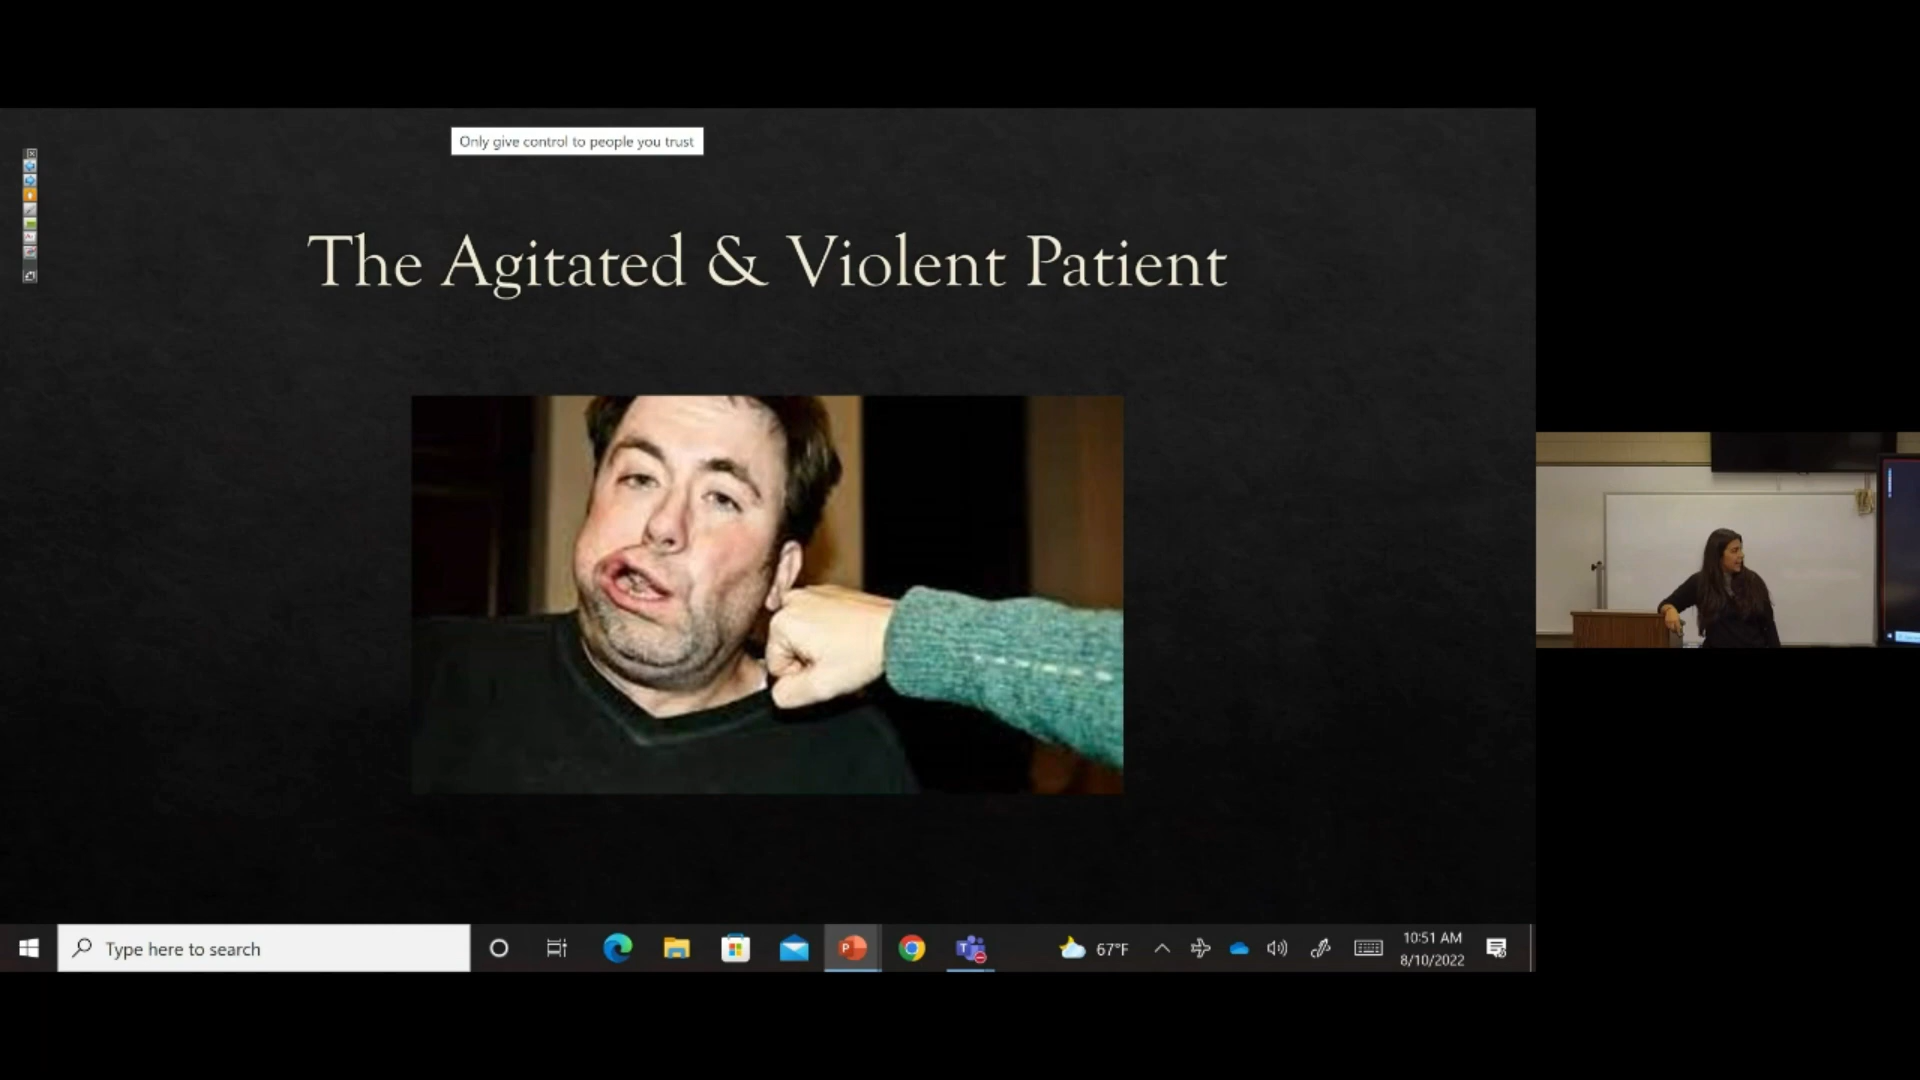 Only give control to people you trust
The Agitated & Violent Patient
Type here to search
67°F
10:51 AM
8/10/2022